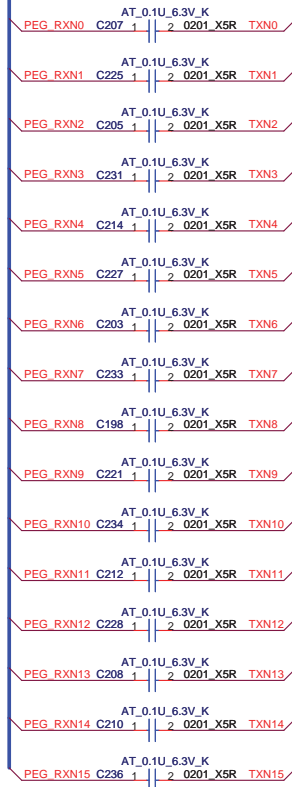 AT_0.1U_6.3V_K
PEG_RXN0 C207 1 2 0201_X5R TXN0
AT_0.1U_6.3V_K
PEG_RXN1 C225 1 2 0201_X5R TXN1
AT_0.1U_6.3V_K
PEG_RXN2 C205 1 2 0201_X5R TXN2
AT_0.1U_6.3V_K
PEG_RXN3 C231 1 2 0201_X5R TXN3
AT_0.1U_6.3V_K
PEG_RXN4 C214 1 2 0201_X5R TXN4
AT_0.1U_6.3V_K
PEG_RXN5 C227 1 2 0201_X5R TXN5
AT_0.1U_6.3V_K
PEG_RXN6 C203 1 2 0201_X5R TXN6
AT_0.1U_6.3V_K
PEG_RXN7 C233 1 2 0201_X5R TXN7
AT_0.1U_6.3V_K
PEG_RXN8 C198 1 2 0201_X5R TXN8
AT_0.1U_6.3V_K
PEG_RXN9 C221 1 2 0201_X5R TXN9
AT_0.1U_6.3V_K
PEG_RXN10 C234 1 2 0201_X5R TXN10
AT_0.1U_6.3V_K
PEG_RXN11 C212 1 2 0201_X5R TXN11
AT_0.1U_6.3V_K
PEG_RXN12 C228 1 2 0201_X5R TXN12
AT_0.1U_6.3V_K
PEG_RXN13 C208 1 2 0201_X5R TXN13
AT_0.1U_6.3V_K
PEG_RXN14 C210 1 2 0201_X5R TXN14
AT_0.1U_6.3V_K
PEG_RXN15 C236 1 2 0201_X5R TXN15